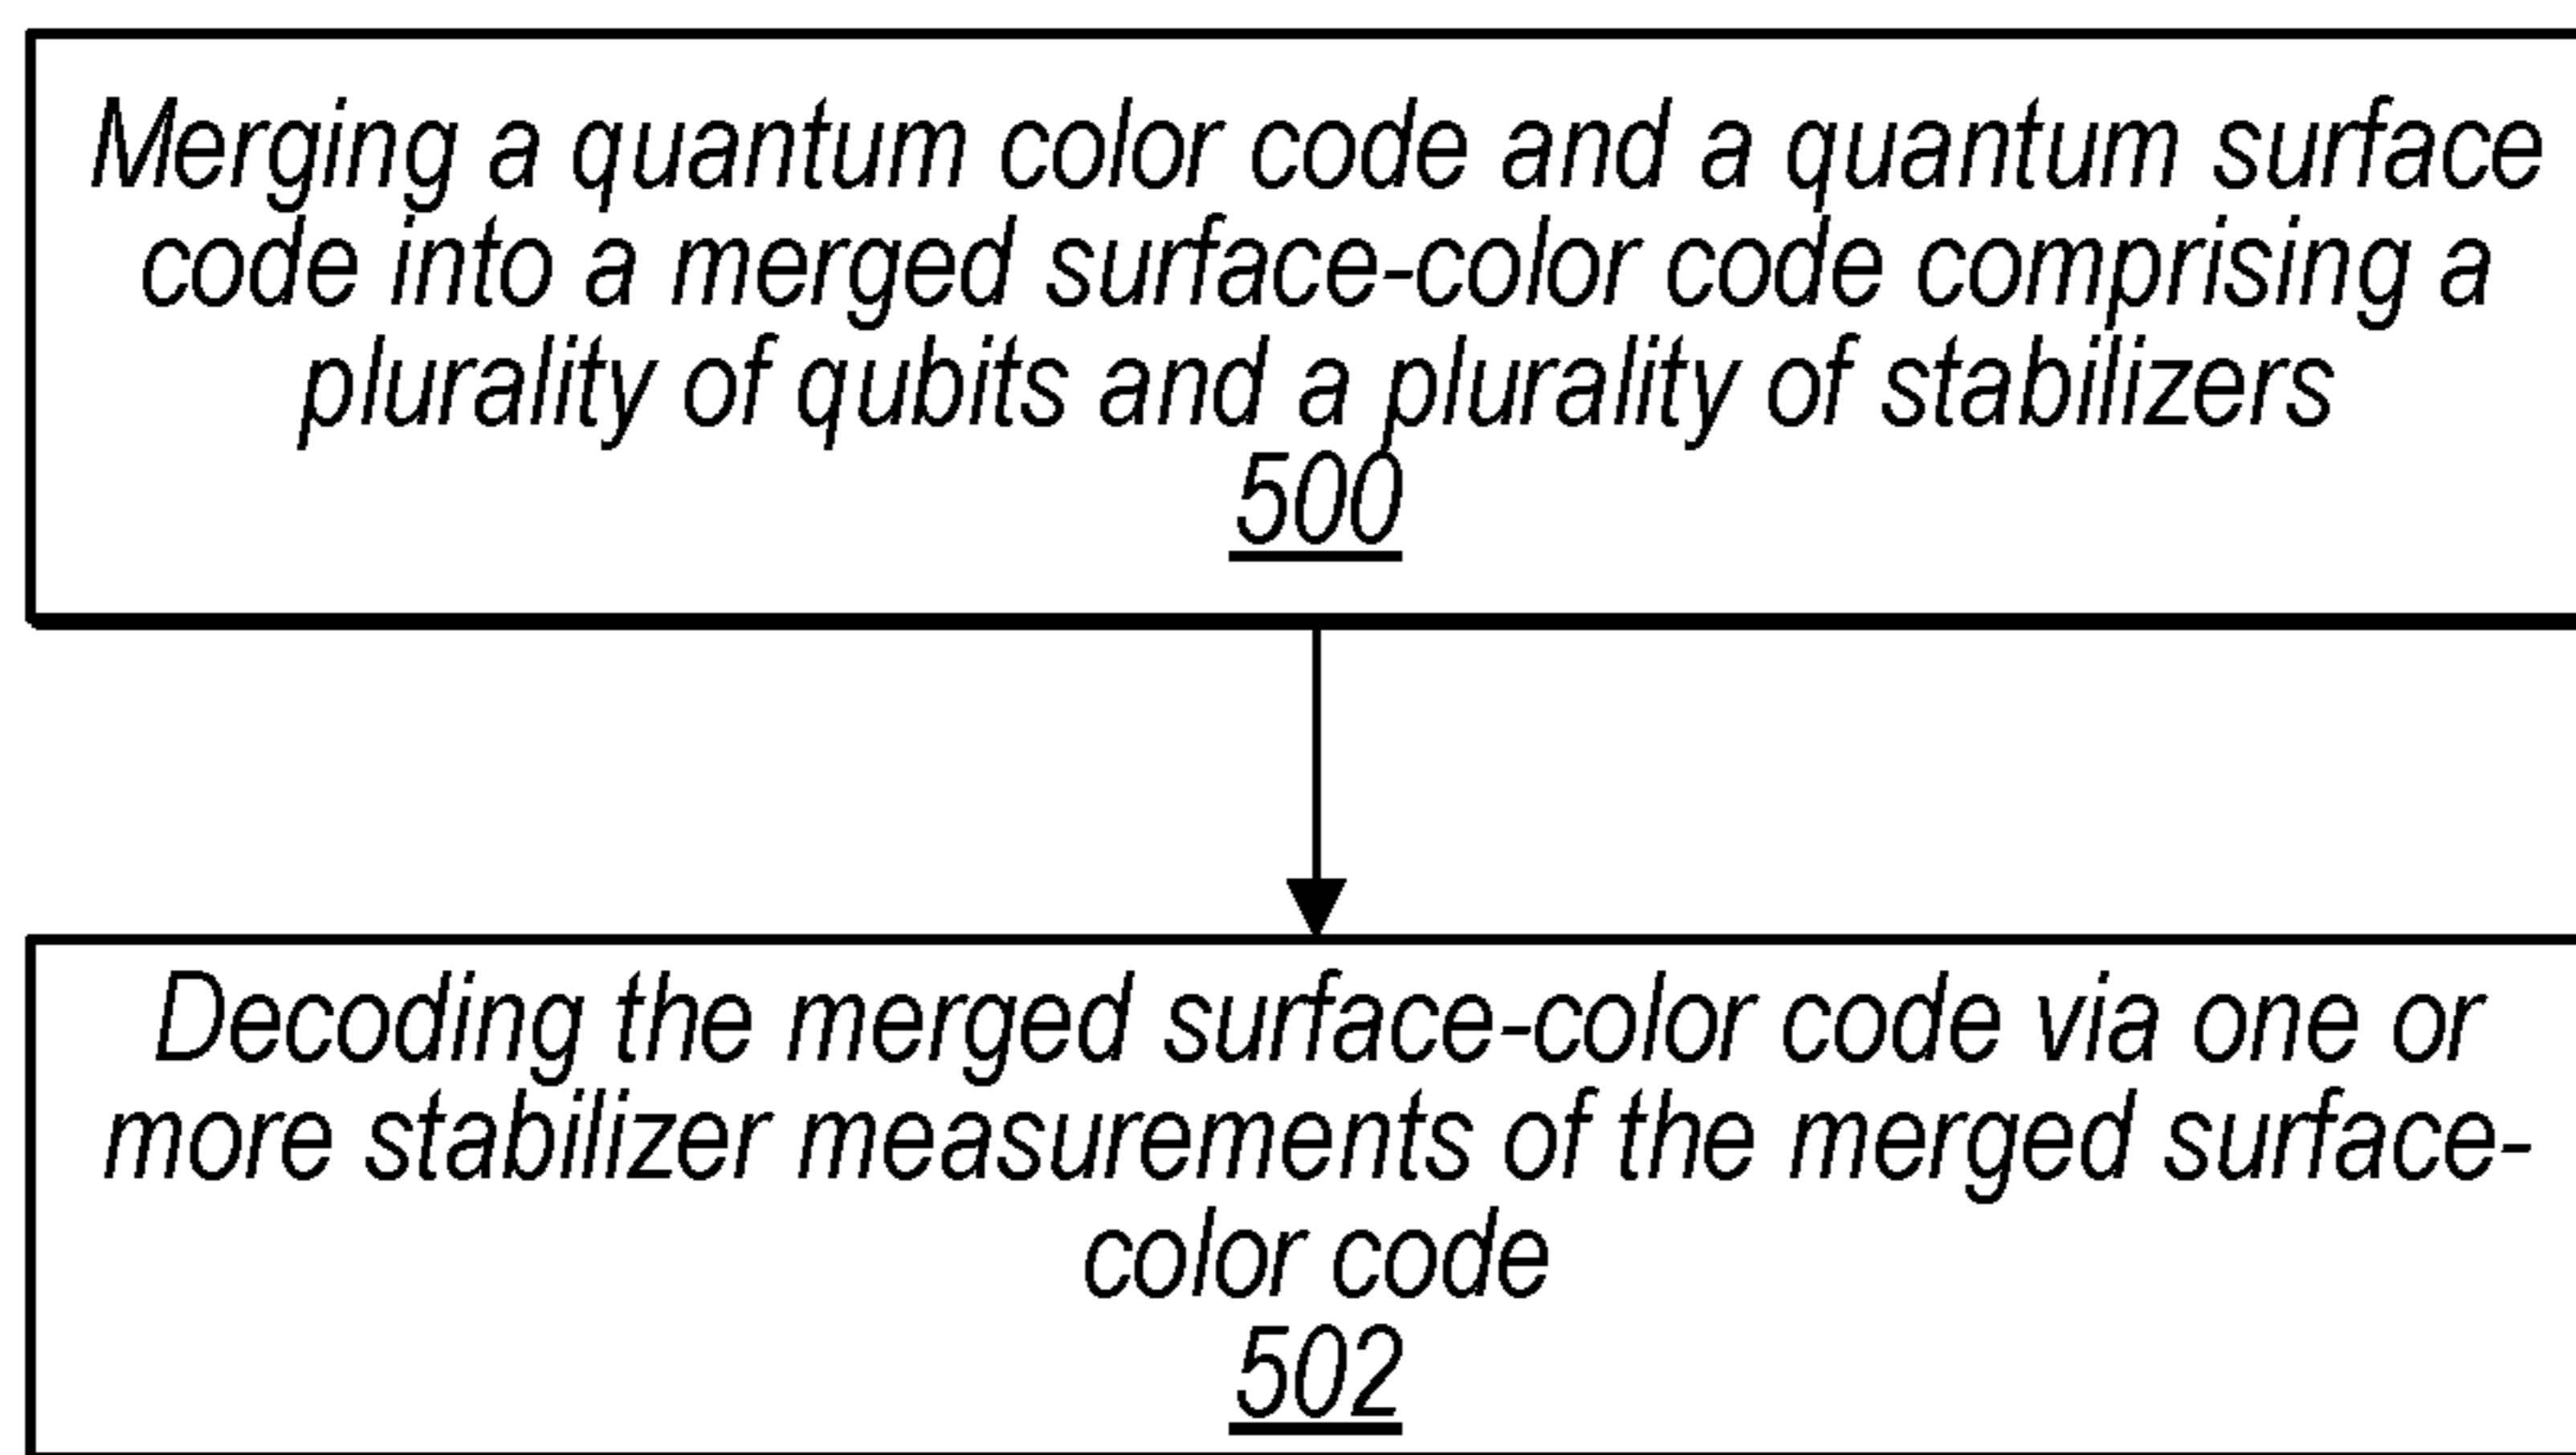 Merging a quantum color code and a quantum surface
code into a merged surface-color code comprising a
plurality of qubits and a plurality of stabilizers
500
Decoding the merged surface-color code via one or
more stabilizer measurements of the merged surface-
color code
502